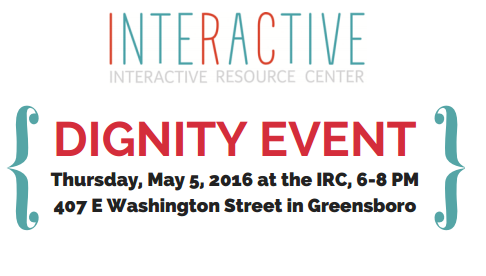 INTERACTIVE
INTERACTIVE RESOURCE CENTER
DIGNITY EVENT
Thursday, May 5, 2016 at the IRC, 6-8 PM
407 E Washington Street in Greensboro